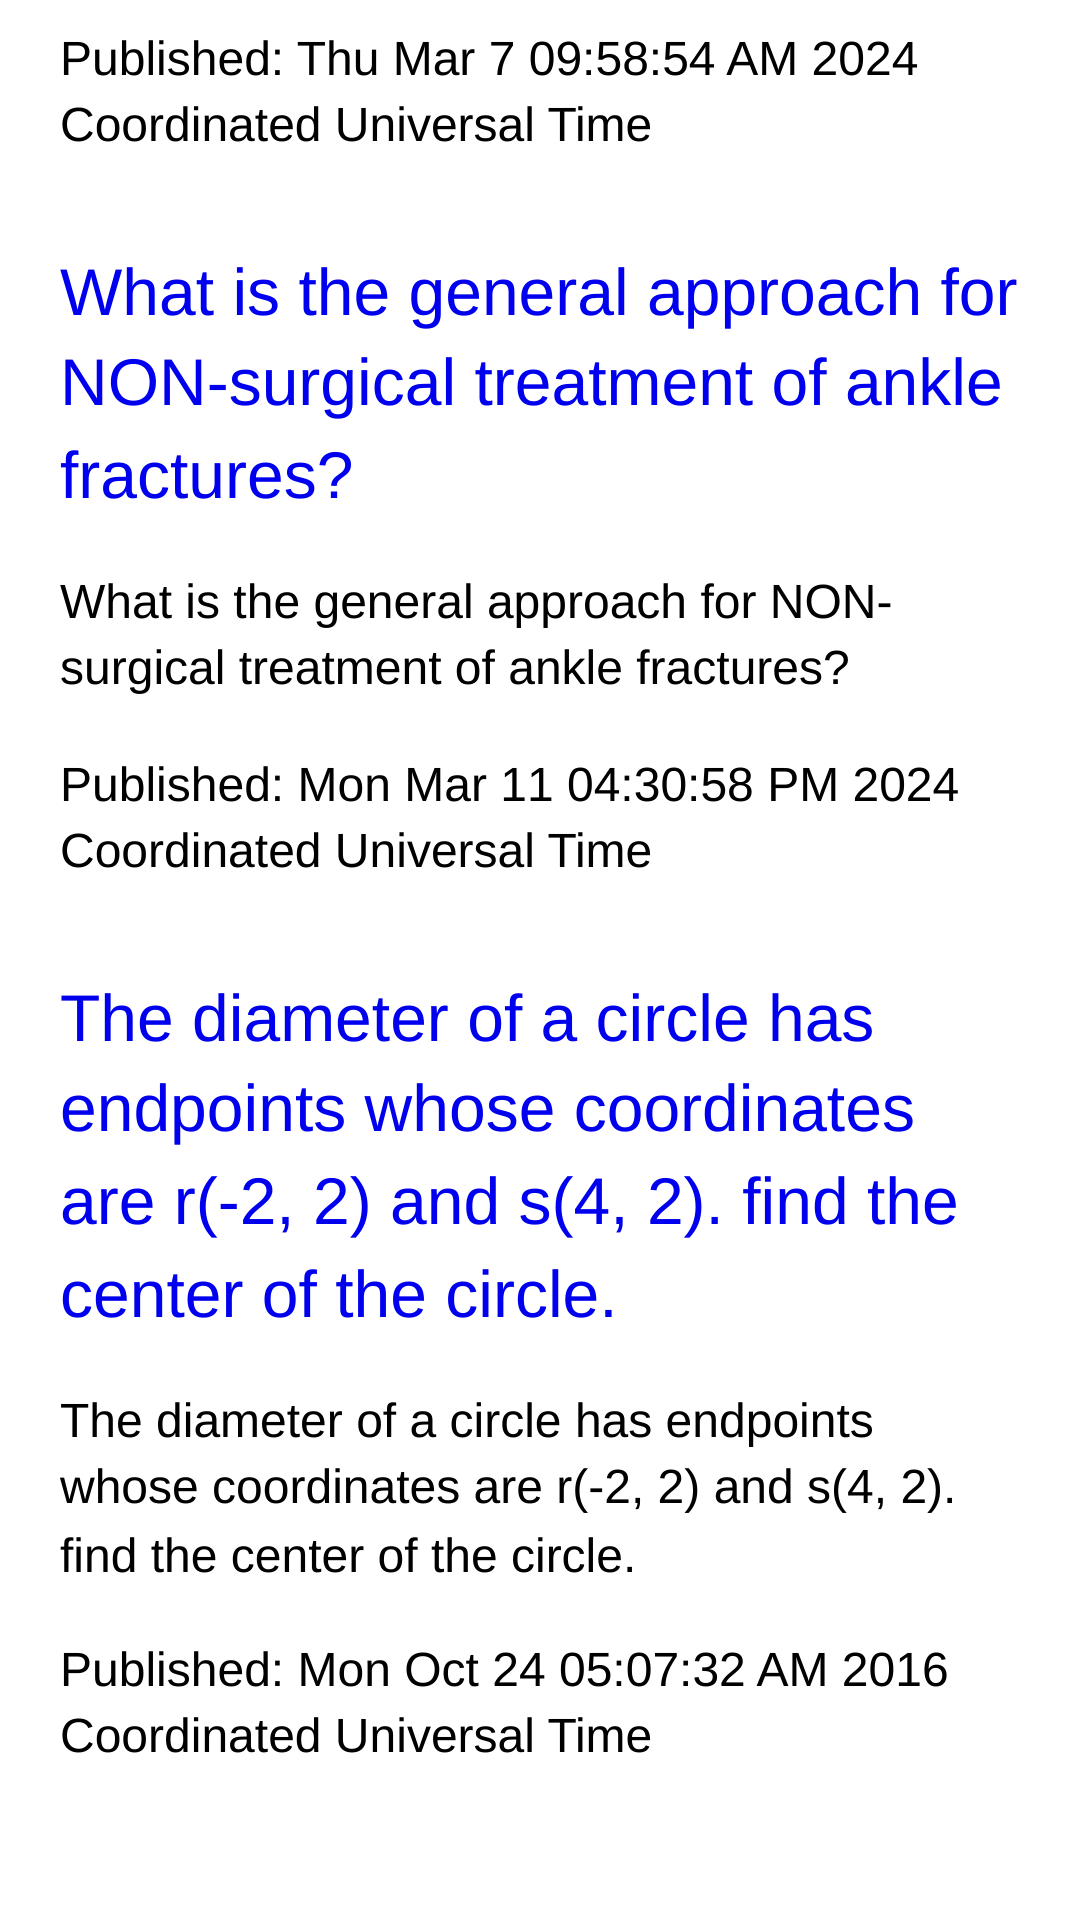 Published: Thu Mar 7 09:58:54 AM 2024
Coordinated Universal Time
What is the general approach for
NON-surgical treatment of ankle
fractures?
What is the general approach for NON-
surgical treatment of ankle fractures?
Published: Mon Mar 11 04:30:58 PM 2024
Coordinated Universal Time
The diameter of a circle has
endpoints whose coordinates
are r(-2, 2) and s(4, 2). find the
center of the circle.
The diameter of a circle has endpoints
whose coordinates are r(-2, 2) and s(4, 2).
find the center of the circle.
Published: Mon Oct 24 05:07:32 AM 2016
Coordinated Universal Time